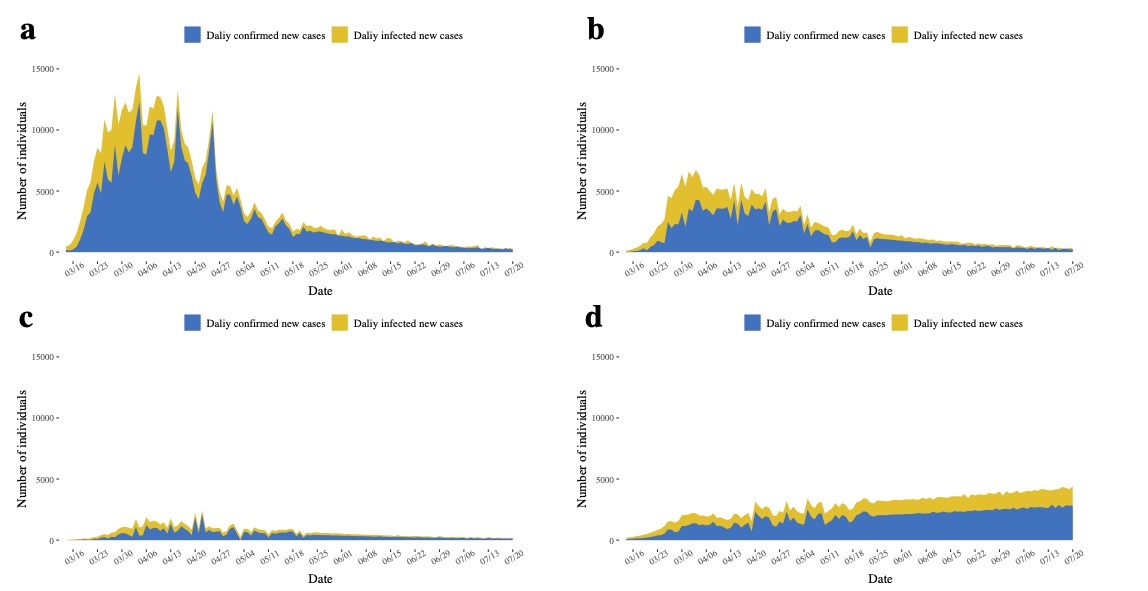 a
Daliy confirmed new cases Daliy infected new cases
15000
10000
5000
0
Number of individuals
03/16 03/23 03/30 04/06 04/13 04/20 04/27 05/04 05/11 05/18 05/25 06/01 06/08 06/15 06/22 06/29 07/06 07/13 07/20
Date
b
Daliy confirmed new cases Daliy infected new cases
15000
10000
5000
0
Number of individuals
03/16 03/23 03/30 04/06 04/13 04/20 04/27 05/04 05/11 05/18 05/25 06/01 06/08 06/15 06/22 06/29 07/06 07/13 07/20
Date
c
Daliy confirmed new cases Daliy infected new cases
15000
10000
5000
0
Number of individuals
03/16 03/23 03/30 04/06 04/13 04/20 04/27 05/04 05/11 05/18 05/25 06/01 06/08 06/15 06/22 06/29 07/06 07/13 07/20
Date
d
Daliy confirmed new cases Daliy infected new cases
15000
10000
5000
0
Number of individuals
03/16 03/23 03/30 04/06 04/13 04/20 04/27 05/04 05/11 05/18 05/25 06/01 06/08 06/15 06/22 06/29 07/06 07/13 07/20
Date